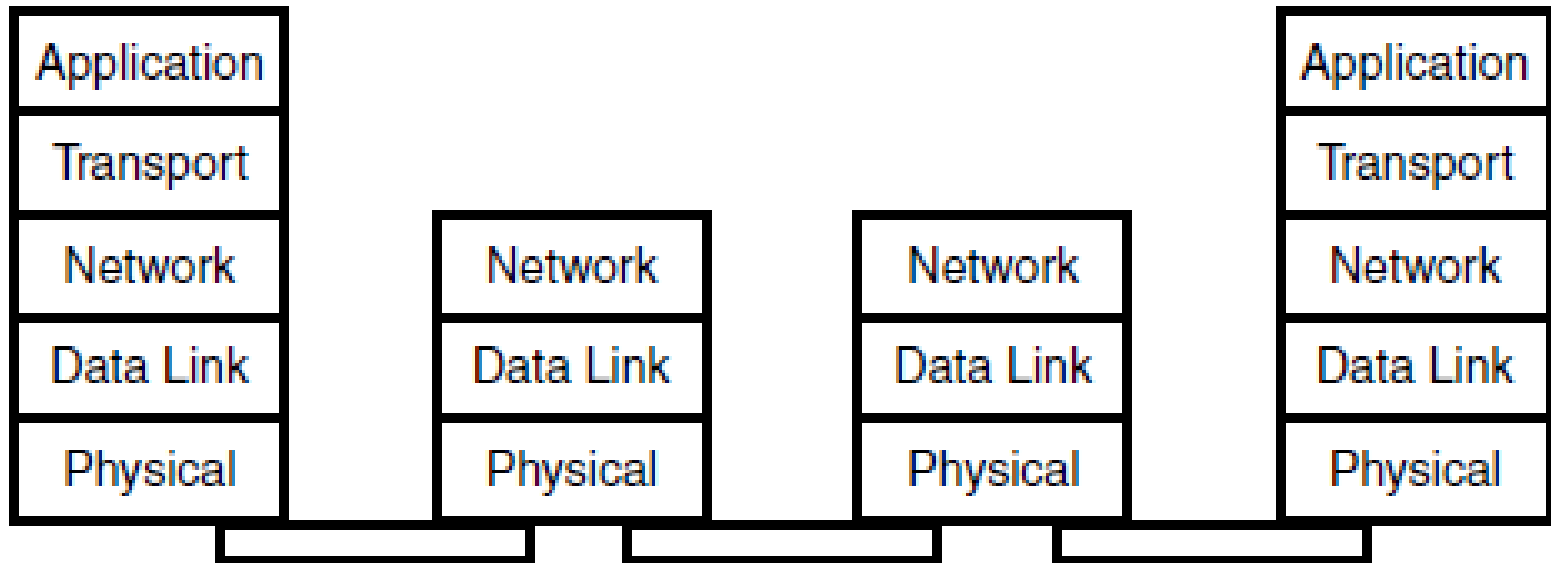 Application Application
Transport Transport
Network Network Network Network
Data Link Data Link Data Link Data Link
Physical Physical Physical Physical